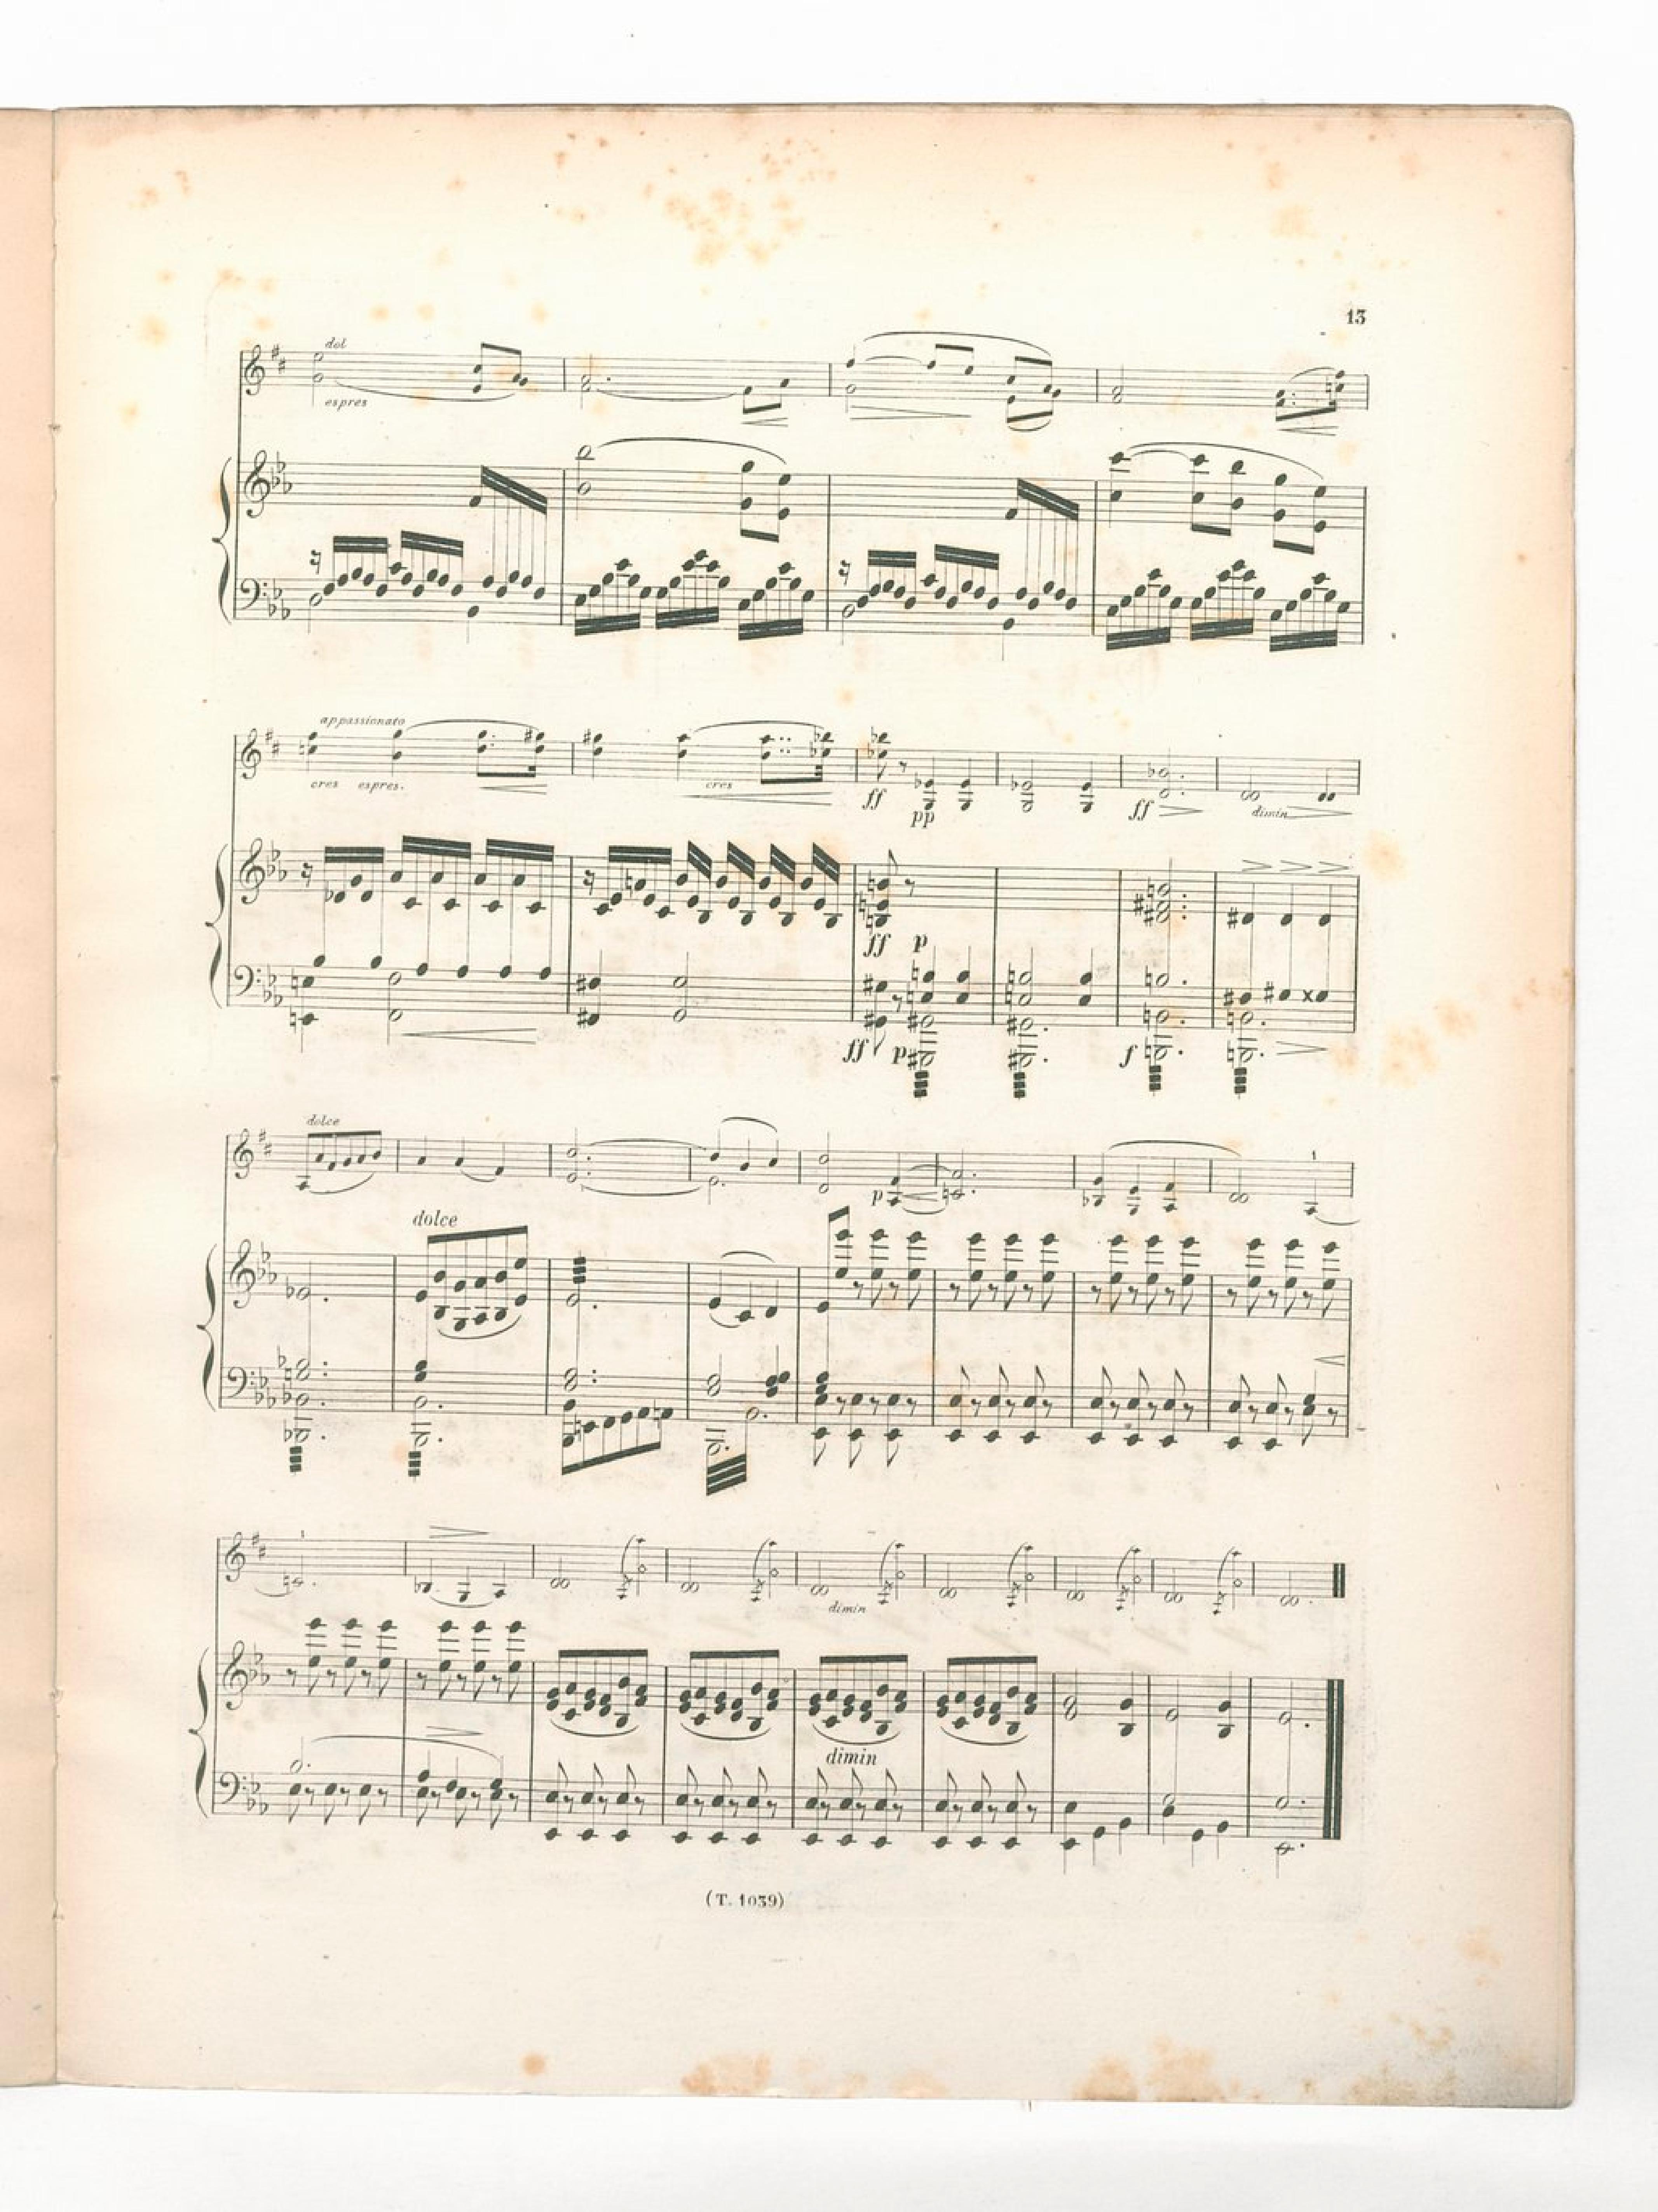 13
dol
espres
appassionato
cres espres.
cres
ff
pp
ff
dimin
ff p
ff p
f
dolce
p
dolce
dimin
dimin
(T. 1039)